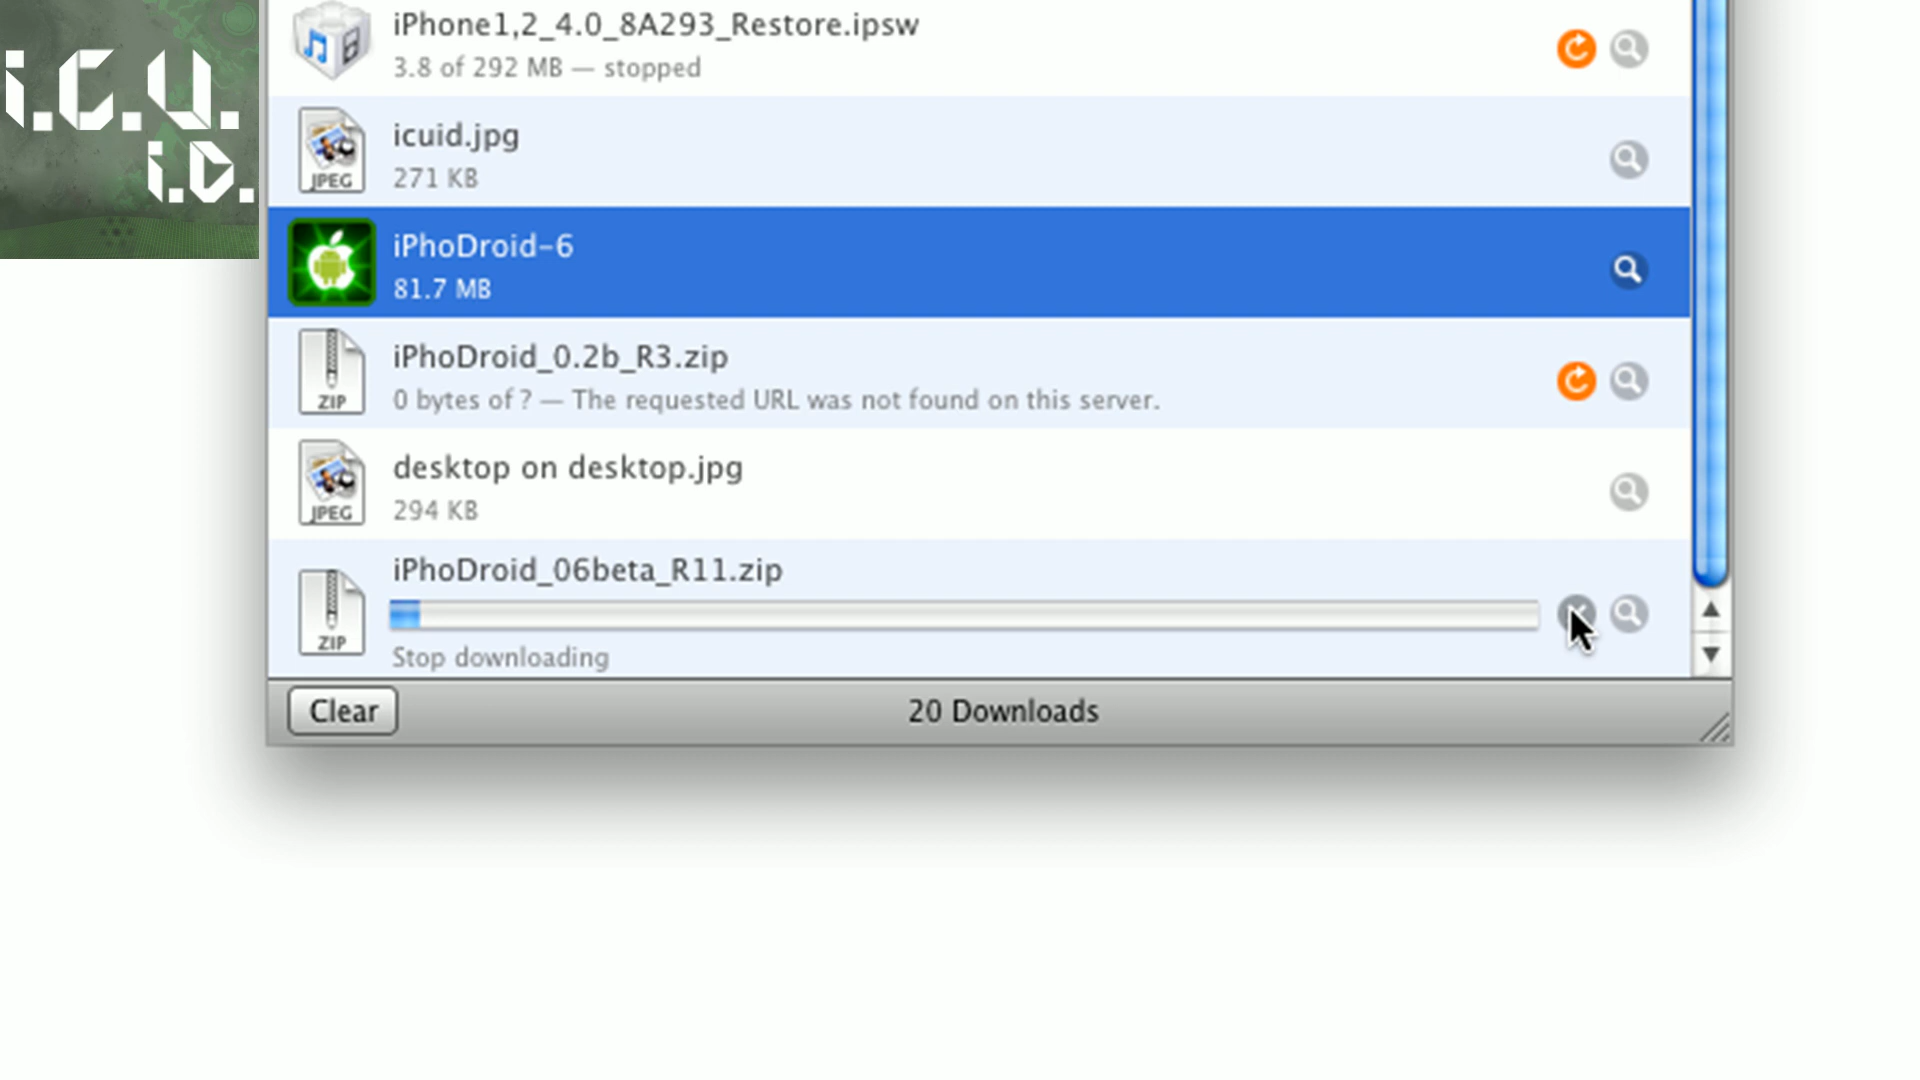 i.C.U.
i.D.
iPhone1,2_4.0_8A293_Restore.ipsw
3.8 of 292 MB — stopped
JPEG
icuid.jpg
271 KB
iPhoDroid-6
81.7 MB
ZIP
iPhoDroid_0.2b_R3.zip
0 bytes of ? — The requested URL was not found on this server.
JPEG
desktop on desktop.jpg
294 KB
ZIP
iPhoDroid_06beta_R11.zip
Stop downloading
Clear
20 Downloads